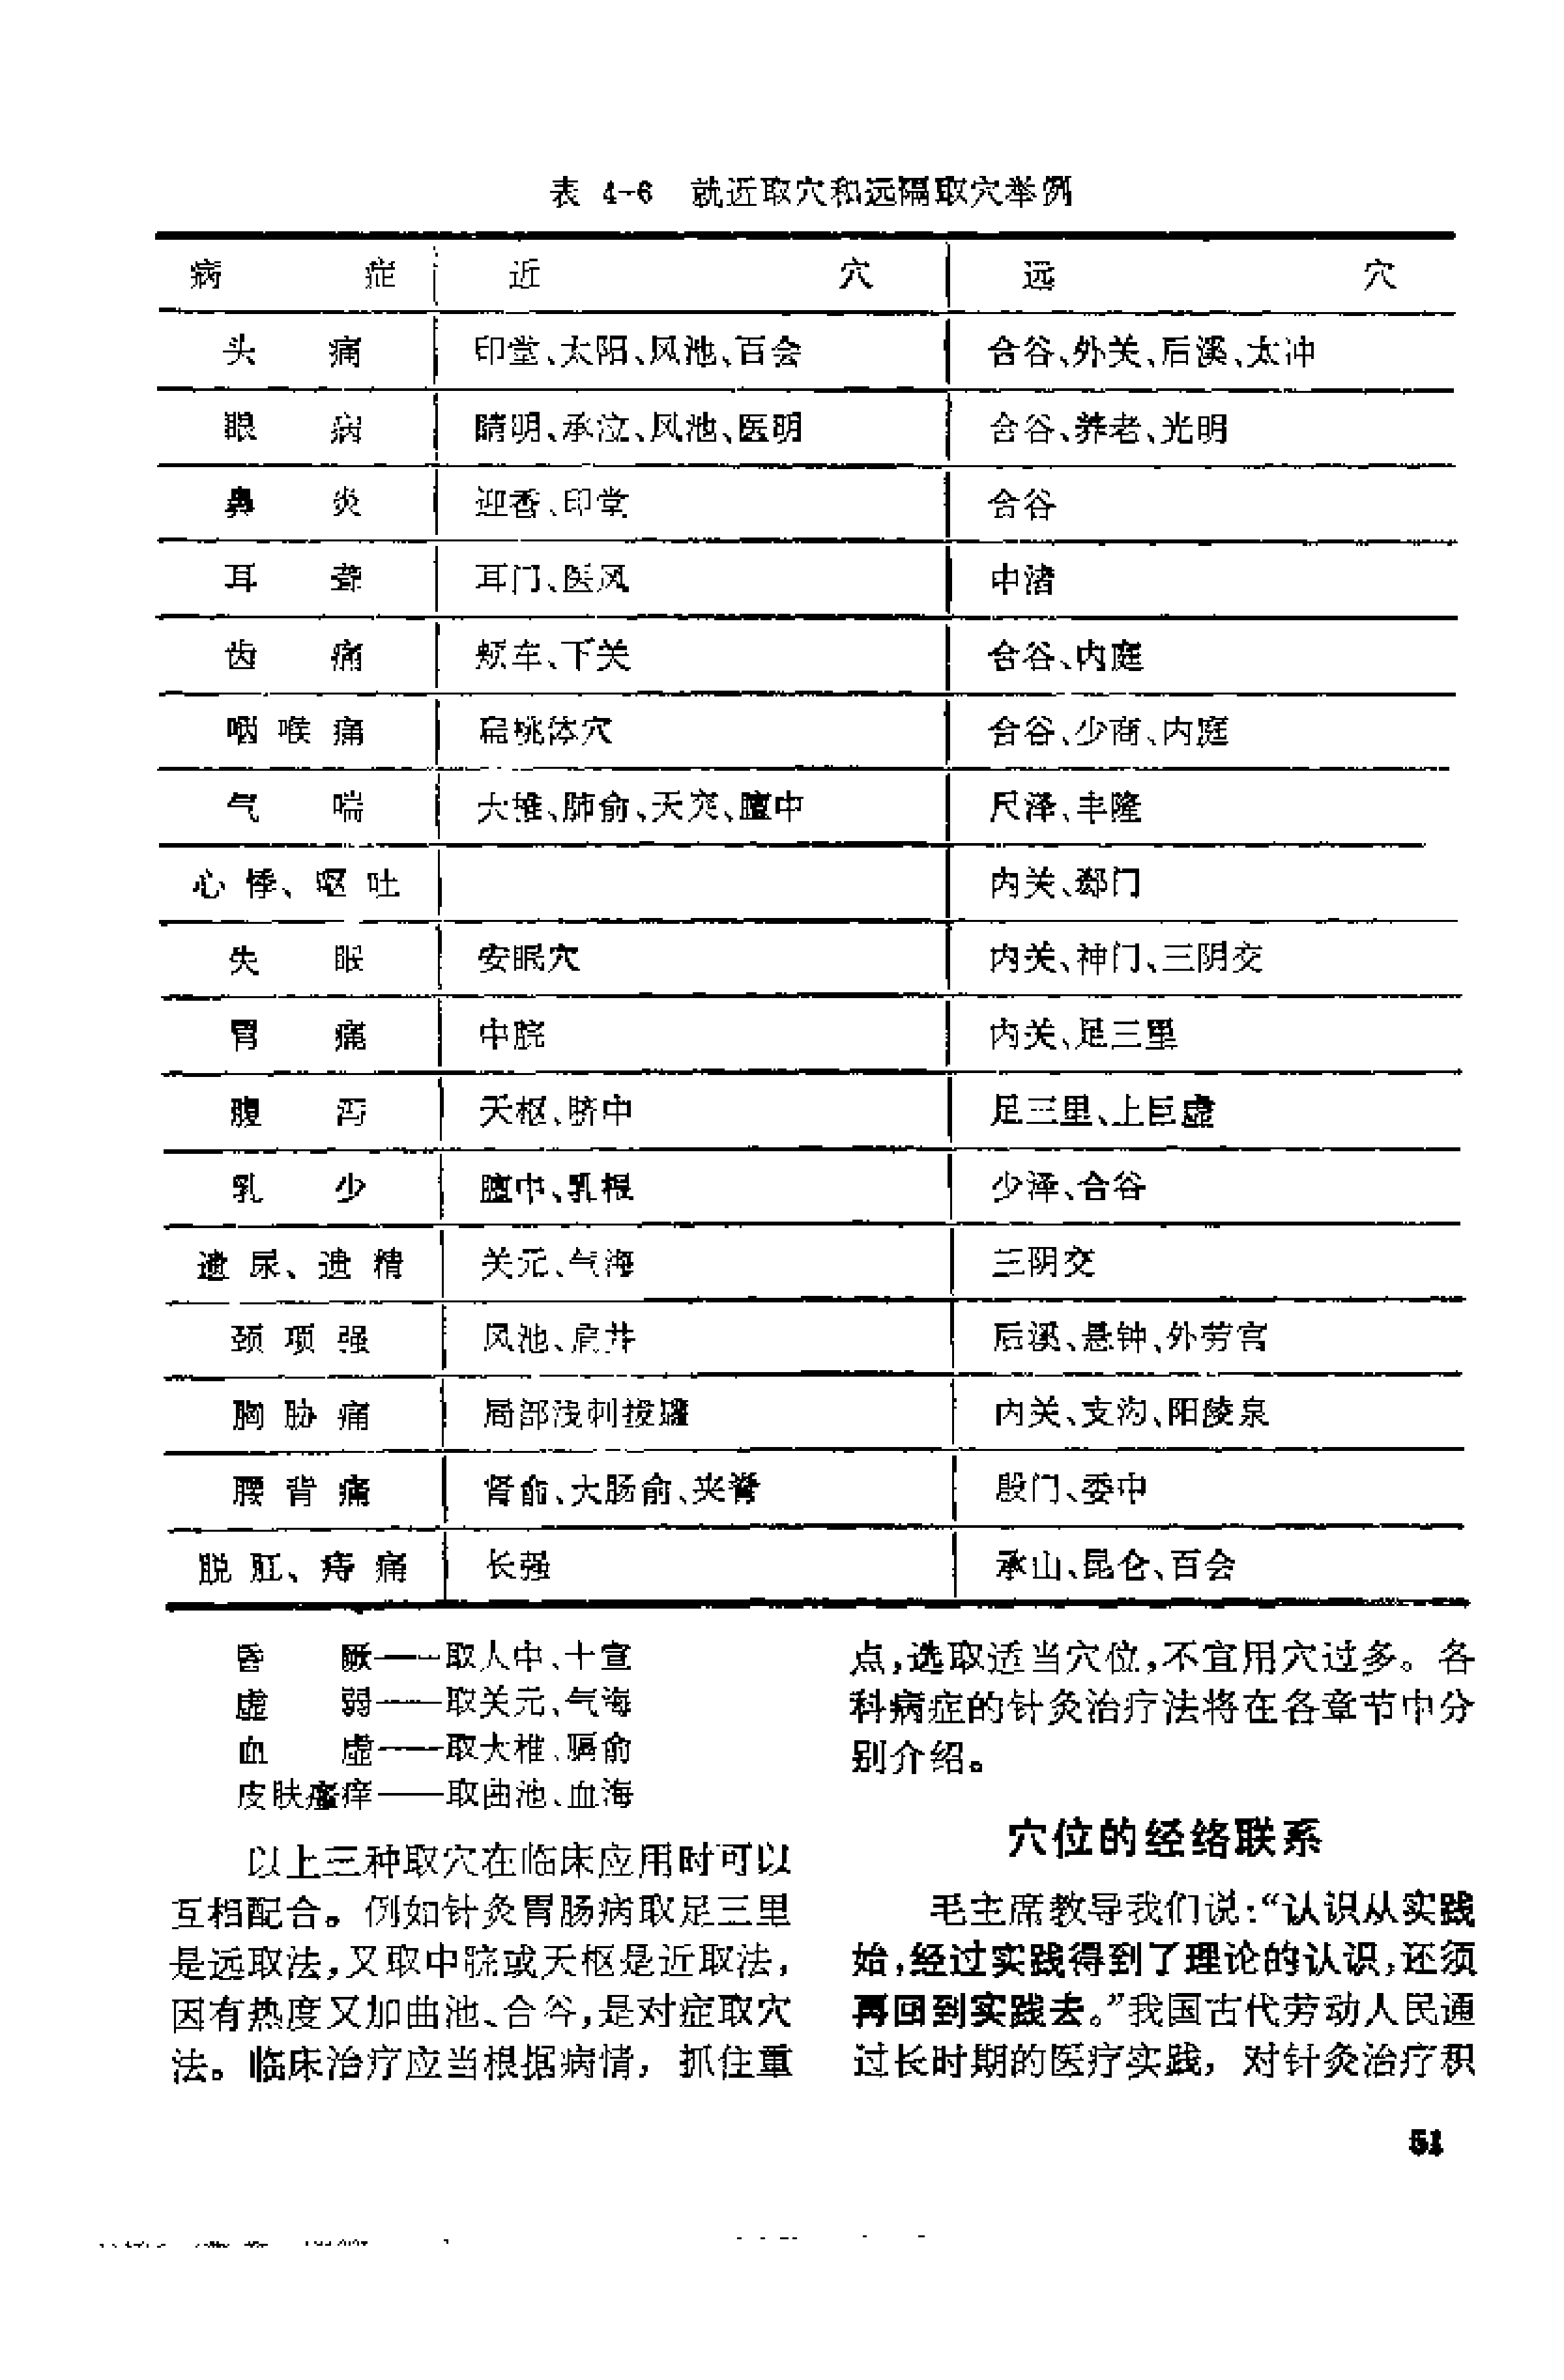 表 4-6 就近取穴和远隔取穴举例
病症 近穴 远穴
头痛 印堂、太阳、风池、百会 合谷、外关、后溪、太冲
眼病 睛明、承泣、风池、医明 合谷、养老、光明
鼻炎 迎香、印堂 合谷
耳聋 耳门、医风 中渚
齿痛 颊车、下关 合谷、内庭
咽喉痛 扁桃体穴 合谷、少商、内庭
气喘 大椎、肺俞、天突、膻中 尺泽、丰隆
心悸、呕吐 内关、郄门
失眠 安眠穴 内关、神门、三阴交
胃痛 中脘 内关、足三里
腹泻 天枢、脐中 足三里、上巨虚
乳少 膻中、乳根 少泽、合谷
遗尿、遗精 关元、气海 三阴交
颈项强 风池、肩井 后溪、悬钟、外劳宫
胸胁痛 局部浅刺拔罐 内关、支沟、阳陵泉
腰背痛 肾俞、大肠俞、夹脊 殷门、委中
脱肛、痔痛 长强 承山、昆仑、百会
昏厥——取人中、十宣
虚弱——取关元、气海
血虚——取大椎、膈俞
皮肤瘙痒——取曲池、血海
以上三种取穴在临床应用时可以
互相配合。例如针灸胃肠病取足三里
是远取法，又取中脘或天枢是近取法，
因有热度又加曲池、合谷，是对症取穴
法。临床治疗应当根据病情，抓住重
点，选取适当穴位，不宜用穴过多。各
科病症的针灸治疗法将在各章节中分
别介绍。
穴位的经络联系
毛主席教导我们说：“认识从实践
始，经过实践得到了理论的认识，还须
再回到实践去。”我国古代劳动人民通
过长时期的医疗实践，对针灸治疗积
51